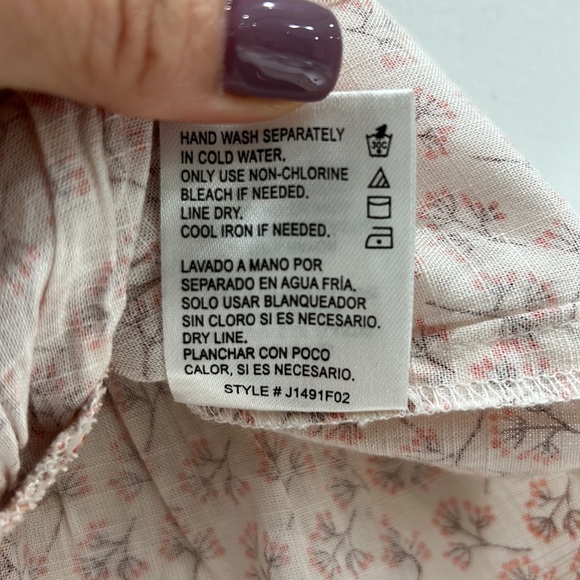 HAND WASH SEPARATELY
IN COLD WATER.
ONLY USE NON-CHLORINE
BLEACH IF NEEDED.
LINE DRY.
COOL IRON IF NEEDED.
LAVADO A MANO POR
SEPARADO EN AGUA FRÍA.
SOLO USAR BLANQUEADOR
SIN CLORO SI ES NECESARIO.
DRY LINE.
PLANCHAR CON POCO
CALOR, SI ES NECESARIO.
STYLE # J1491F02
30C